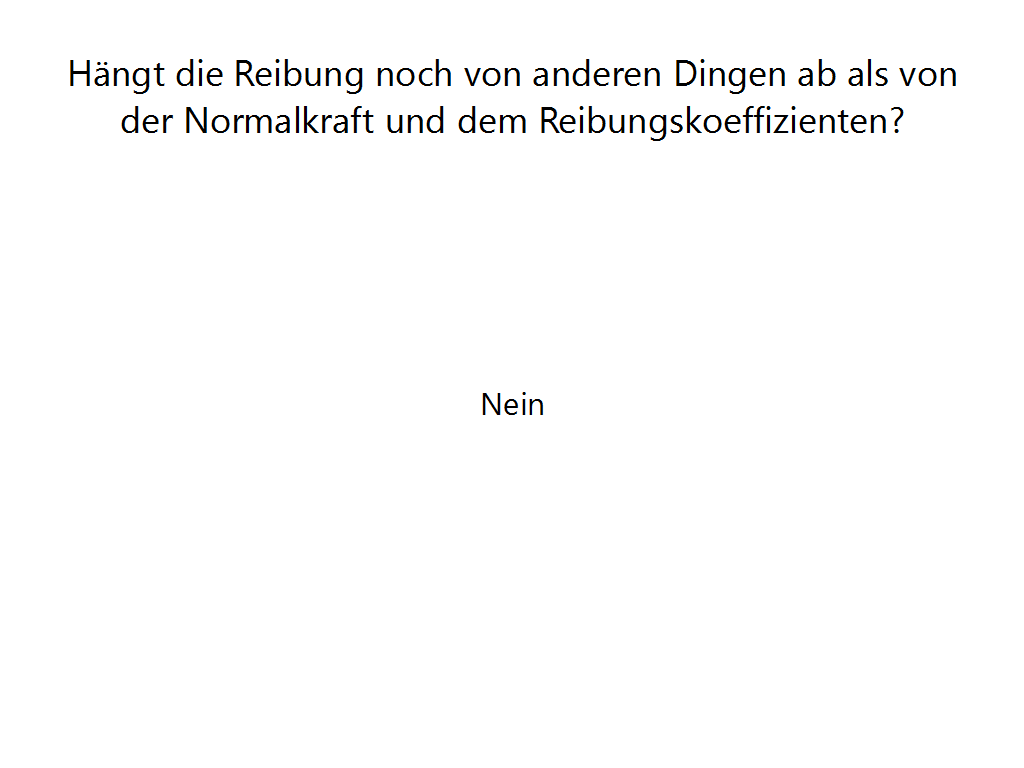 Hängt die Reibung noch von anderen Dingen ab als von
der Normalkraft und dem Reibungskoeffizienten?
Nein